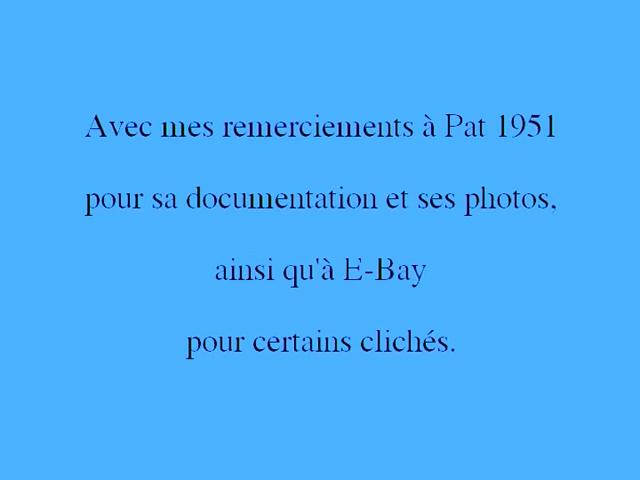 Avec mes remerciements à Pat 1951
pour sa documentation et ses photos,
ainsi qu'à E-Bay
pour certains clichés.